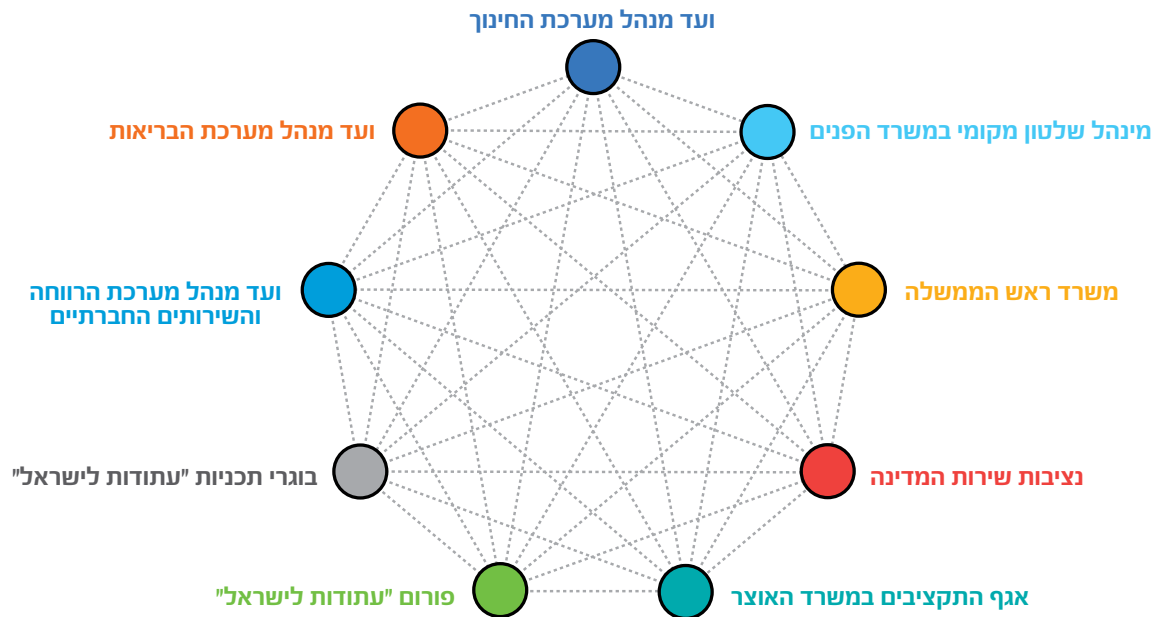 ועד מנהל מערכת החינוך
מינהל שלטון מקומי במשרד הפנים
ועד מנהל מערכת הבריאות
משרד ראש הממשלה
ועד מנהל מערכת הרווחה
והשירותים החברתיים
נציבות שירות המדינה
בוגרי תכניות "עתודות לישראל"
אגף התקציבים במשרד האוצר
פורום "עתודות לישראל"